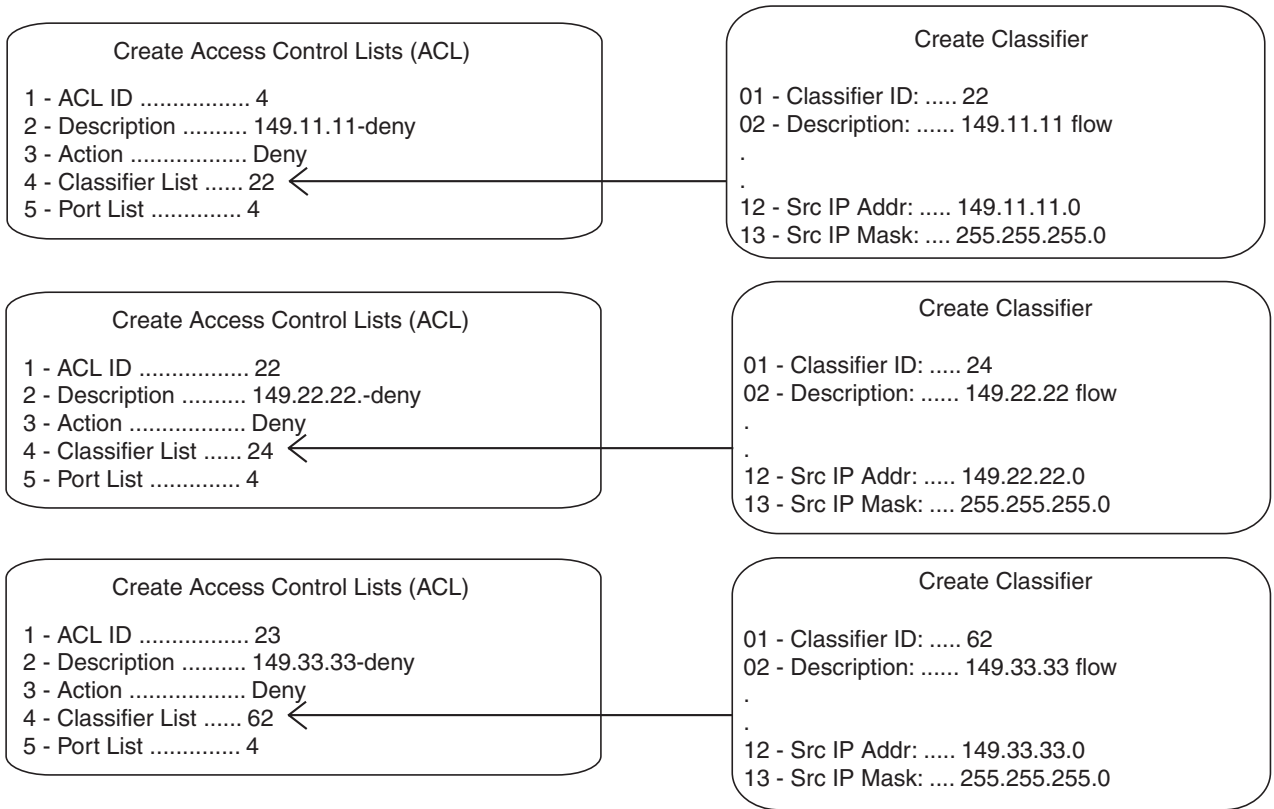 Create Access Control Lists (ACL)
1 - ACL ID ................. 4
2 - Description .......... 149.11.11-deny
3 - Action .................. Deny
4 - Classifier List ...... 22
5 - Port List .............. 4
Create Classifier
01 - Classifier ID: ..... 22
02 - Description: ...... 149.11.11 flow
.
.
12 - Src IP Addr: ..... 149.11.11.0
13 - Src IP Mask: .... 255.255.255.0
Create Access Control Lists (ACL)
1 - ACL ID ................. 22
2 - Description .......... 149.22.22.-deny
3 - Action .................. Deny
4 - Classifier List ...... 24
5 - Port List .............. 4
Create Classifier
01 - Classifier ID: ..... 24
02 - Description: ...... 149.22.22 flow
.
.
12 - Src IP Addr: ..... 149.22.22.0
13 - Src IP Mask: .... 255.255.255.0
Create Access Control Lists (ACL)
1 - ACL ID ................. 23
2 - Description .......... 149.33.33-deny
3 - Action .................. Deny
4 - Classifier List ...... 62
5 - Port List .............. 4
Create Classifier
01 - Classifier ID: ..... 62
02 - Description: ...... 149.33.33 flow
.
.
12 - Src IP Addr: ..... 149.33.33.0
13 - Src IP Mask: .... 255.255.255.0